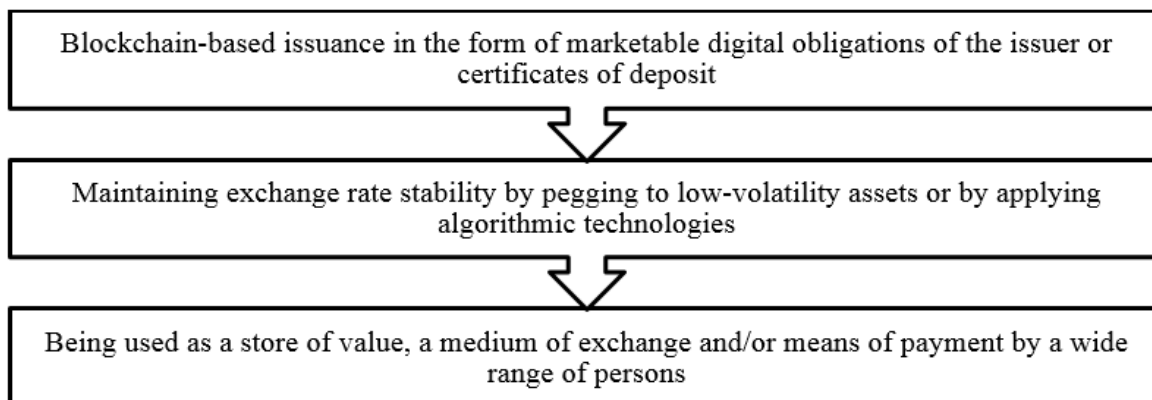 Blockchain-based issuance in the form of marketable digital obligations of the issuer or
certificates of deposit
Maintaining exchange rate stability by pegging to low-volatility assets or by applying
algorithmic technologies
Being used as a store of value, a medium of exchange and/or means of payment by a wide
range of persons